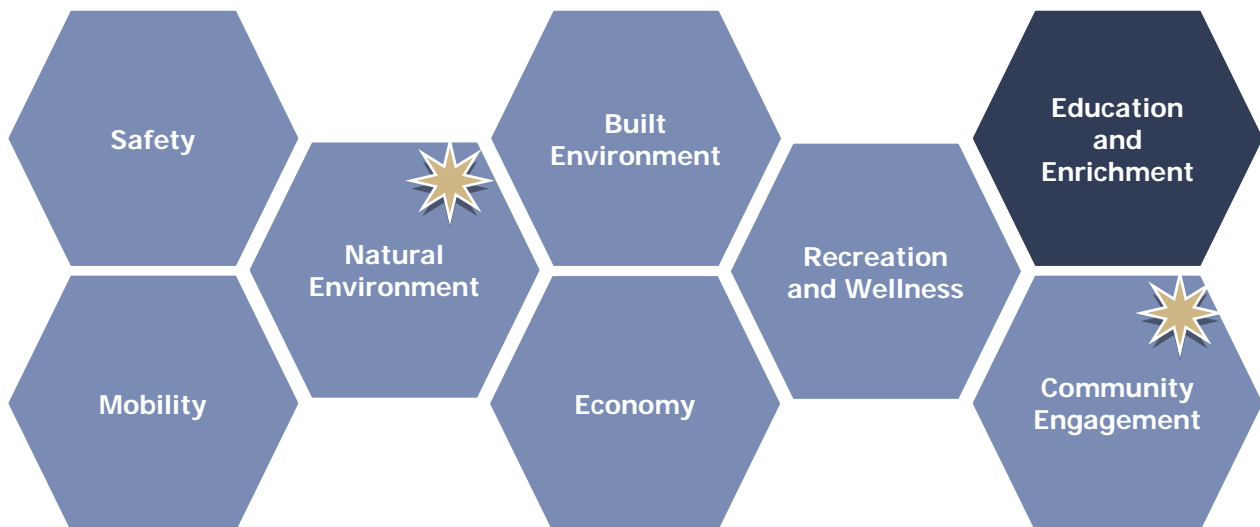 Safety
Mobility
Natural
Environment
Built
Environment
Economy
Recreation
and Wellness
Education
and
Enrichment
Community
Engagement